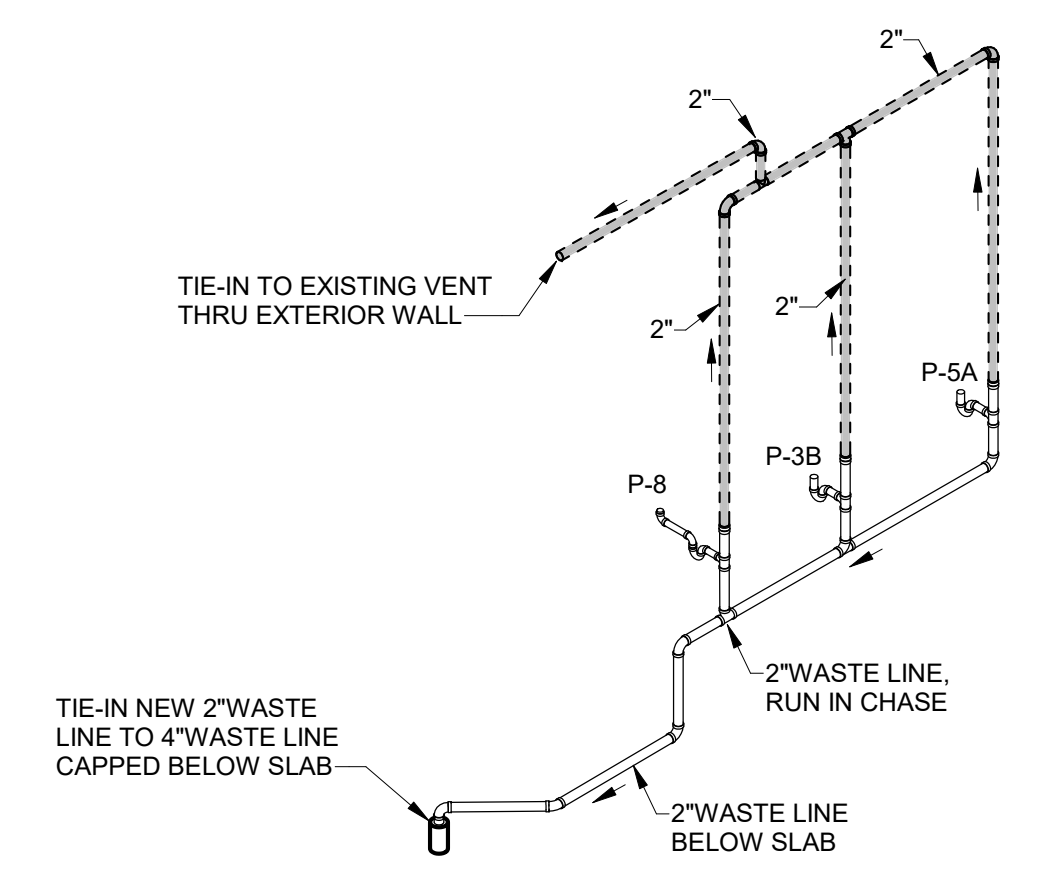 2"
2"
TIE-IN TO EXISTING VENT
THRU EXTERIOR WALL
2"
2"
P-5A
P-3B
P-8
2"WASTE LINE,
RUN IN CHASE
TIE-IN NEW 2"WASTE
LINE TO 4"WASTE LINE
CAPPED BELOW SLAB
2"WASTE LINE
BELOW SLAB